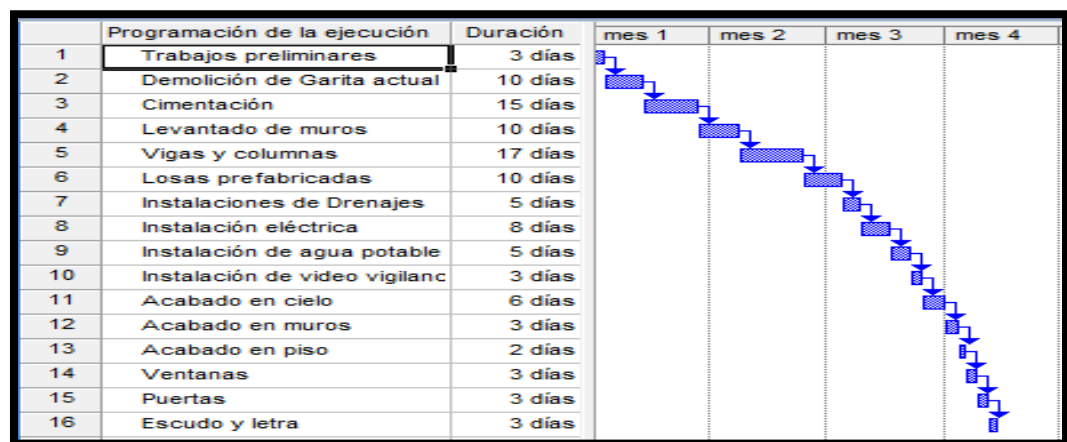 Programación de la ejecución Duración mes 1 mes 2 mes 3 mes 4
1 Trabajos preliminares 3 días
2 Demolición de Garita actual 10 días
3 Cimentación 15 días
4 Levantado de muros 10 días
5 Vigas y columnas 17 días
6 Losas prefabricadas 10 días
7 Instalaciones de Drenajes 5 días
8 Instalación eléctrica 8 días
9 Instalación de agua potable 5 días
10 Instalación de video vigilanc 3 días
11 Acabado en cielo 6 días
12 Acabado en muros 3 días
13 Acabado en piso 2 días
14 Ventanas 3 días
15 Puertas 3 días
16 Escudo y letra 3 días